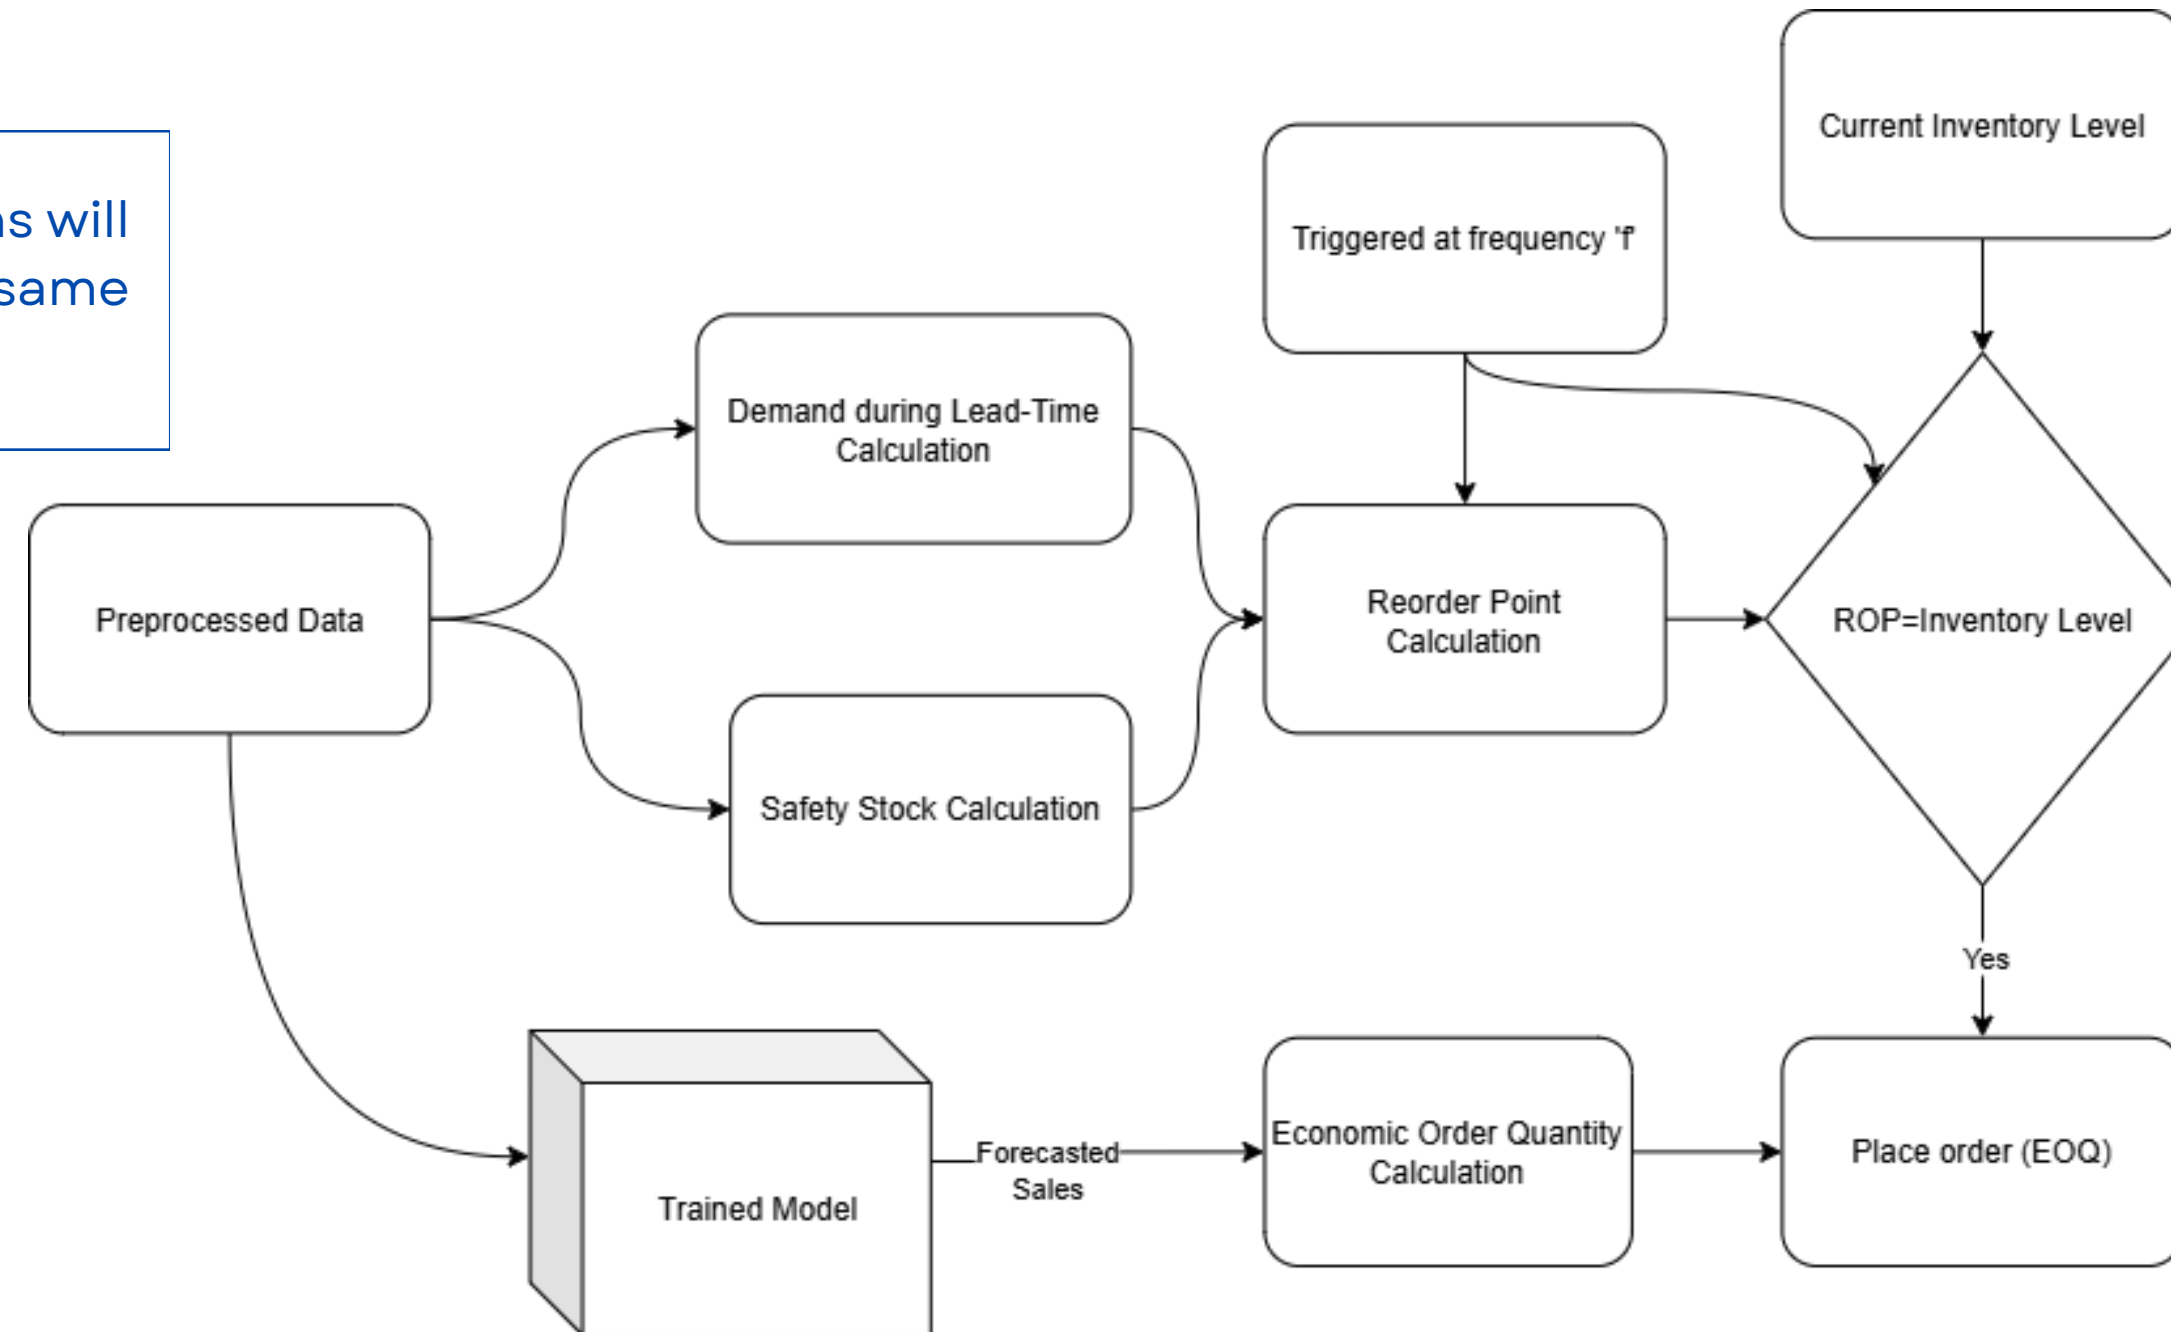 Current Inventory Level
Triggered at frequency 'f'
will
same
Demand during Lead-Time
Calculation
Preprocessed Data
Reorder Point
Calculation
ROP=Inventory Level
Safety Stock Calculation
Yes
Forecasted
Sales
Economic Order Quantity
Calculation
Place order (EOQ)
Trained Model